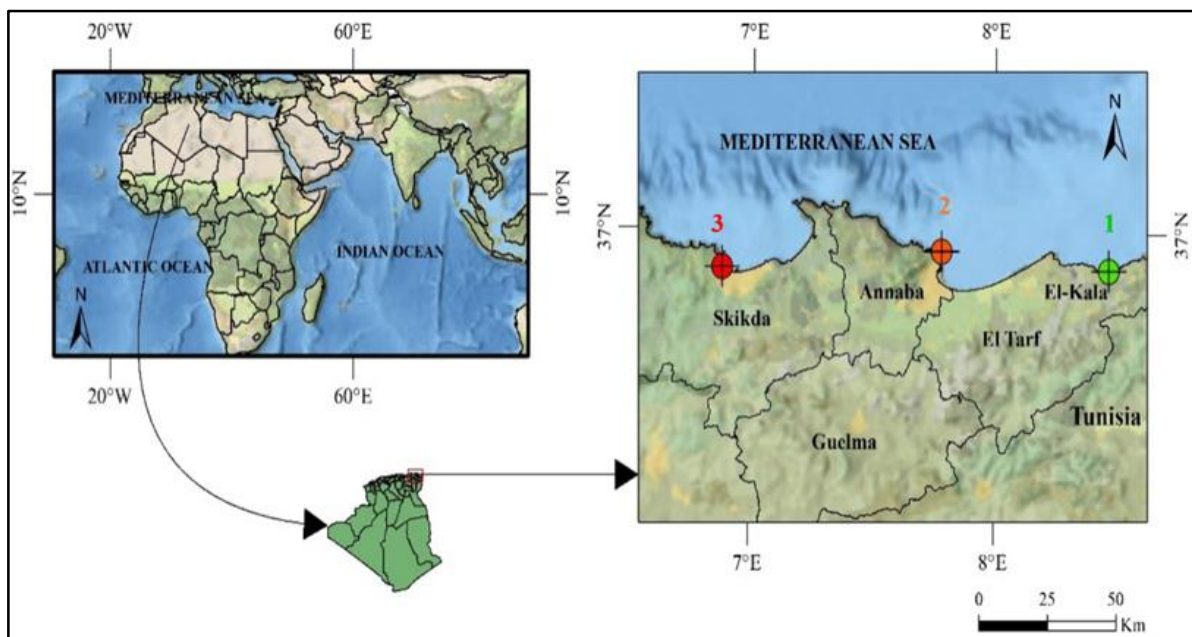 20°W
60°E
MEDITERRANEAN SEA
10°N
10°N
INDIAN OCEAN
ATLANTIC OCEAN
N
20°W
60°E
7°E
8°E
N
MEDITERRANEAN SEA
37°N
37°N
3
2
1
Annaba
El-Kala
Skikda
El Tarf
Tunisia
Guelma
7°E
8°E
0 25 50
Km